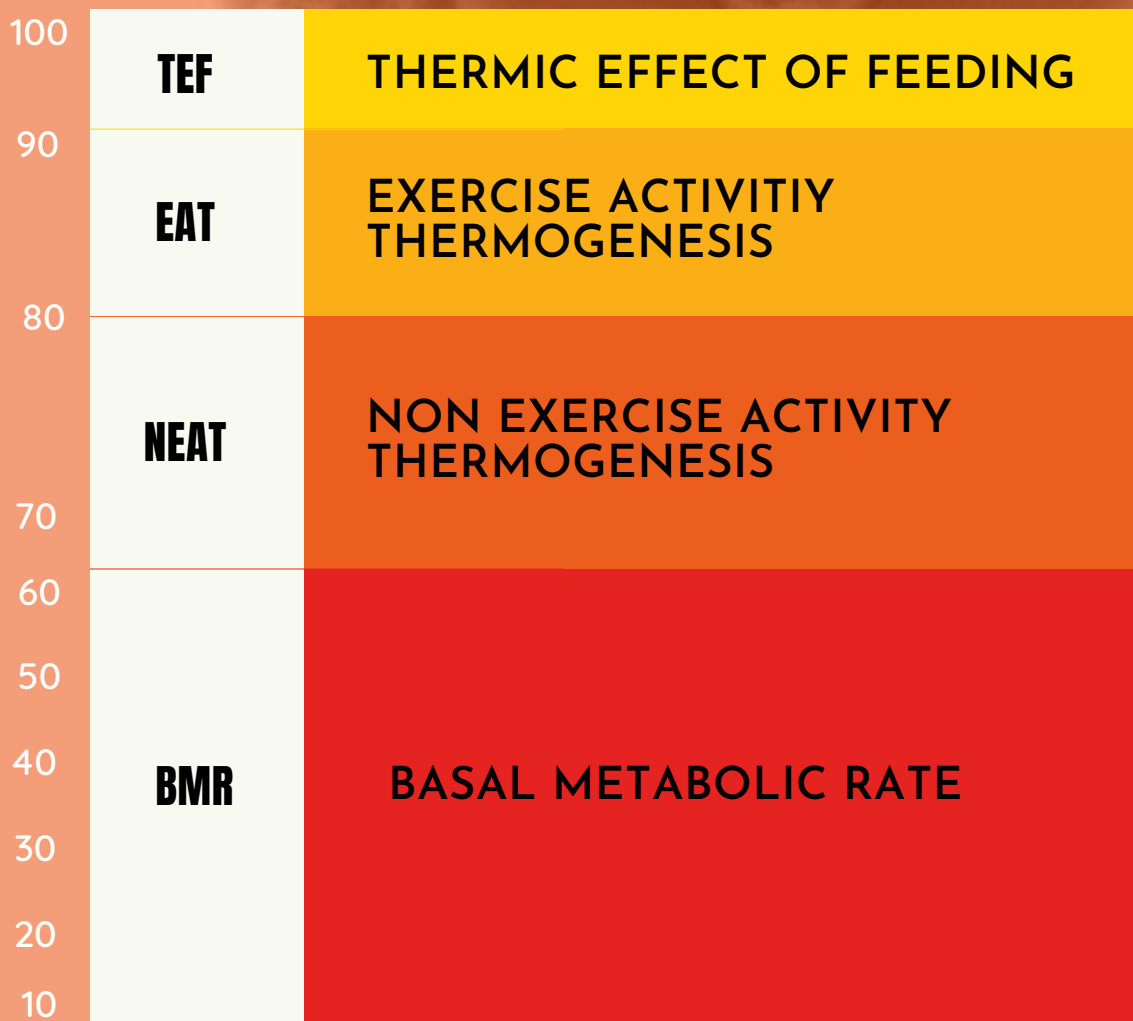 100
TEF
THERMIC EFFECT OF FEEDING
90
EAT
EXERCISE ACTIVITIY
THERMOGENESIS
80
NEAT
NON EXERCISE ACTIVITY
THERMOGENESIS
70
60
50
40
BMR
BASAL METABOLIC RATE
30
20
10